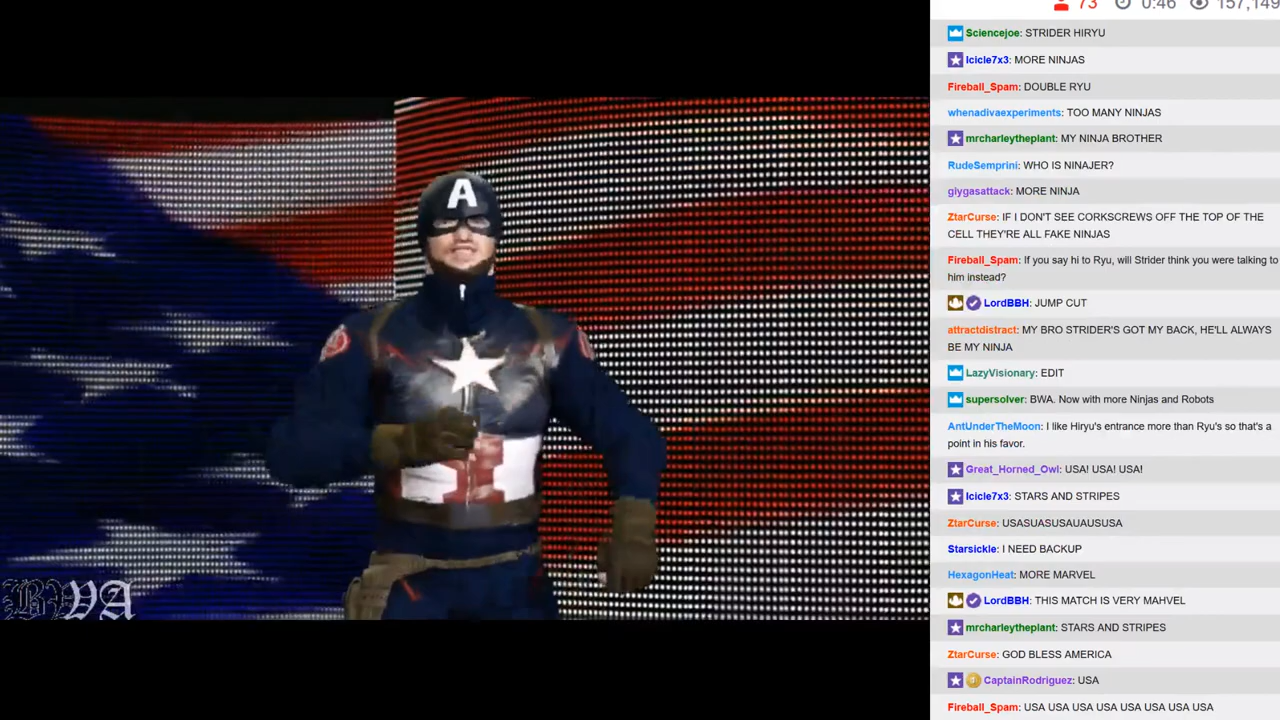 73 0:46 157,149
Sciencejoe: STRIDER HIRYU
Icicle7x3: MORE NINJAS
Fireball_Spam: DOUBLE RYU
whenadivaexperiments: TOO MANY NINJAS
mrcharleytheplant: MY NINJA BROTHER
RudeSemprini: WHO IS NINAJER?
giygasattack: MORE NINJA
ZtarCurse: IF I DON'T SEE CORKSCREWS OFF THE TOP OF THE
CELL THEY'RE ALL FAKE NINJAS
Fireball_Spam: If you say hi to Ryu, will Strider think you were talking to
him instead?
LordBBH: JUMP CUT
attractdistract: MY BRO STRIDER'S GOT MY BACK, HE'LL ALWAYS
BE MY NINJA
LazyVisionary: EDIT
supersolver: BWA. Now with more Ninjas and Robots
AntUnderTheMoon: I like Hiryu's entrance more than Ryu's so that's a
point in his favor.
Great_Horned_Owl: USA! USA! USA!
Icicle7x3: STARS AND STRIPES
ZtarCurse: USASUASUSAUAUSUSA
Starsickle: I NEED BACKUP
HexagonHeat: MORE MARVEL
LordBBH: THIS MATCH IS VERY MAHVEL
mrcharleytheplant: STARS AND STRIPES
ZtarCurse: GOD BLESS AMERICA
CaptainRodriguez: USA
Fireball_Spam: USA USA USA USA USA USA USA USA
A
BWA